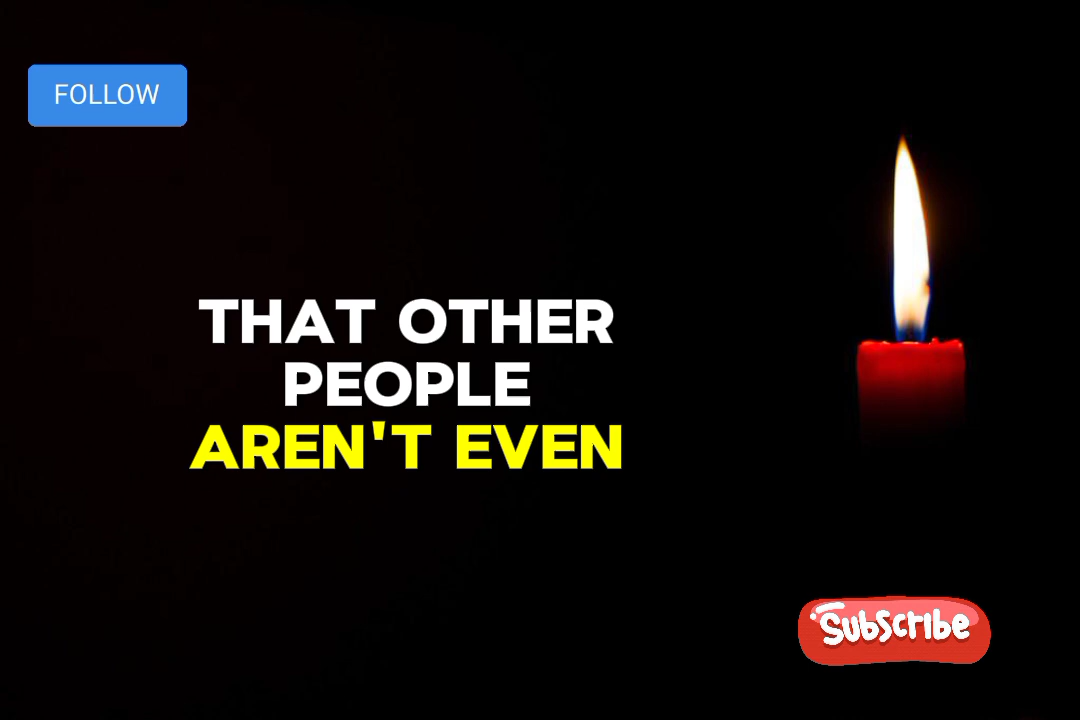 FOLLOW
THAT OTHER
PEOPLE
AREN'T EVEN
Subscribe